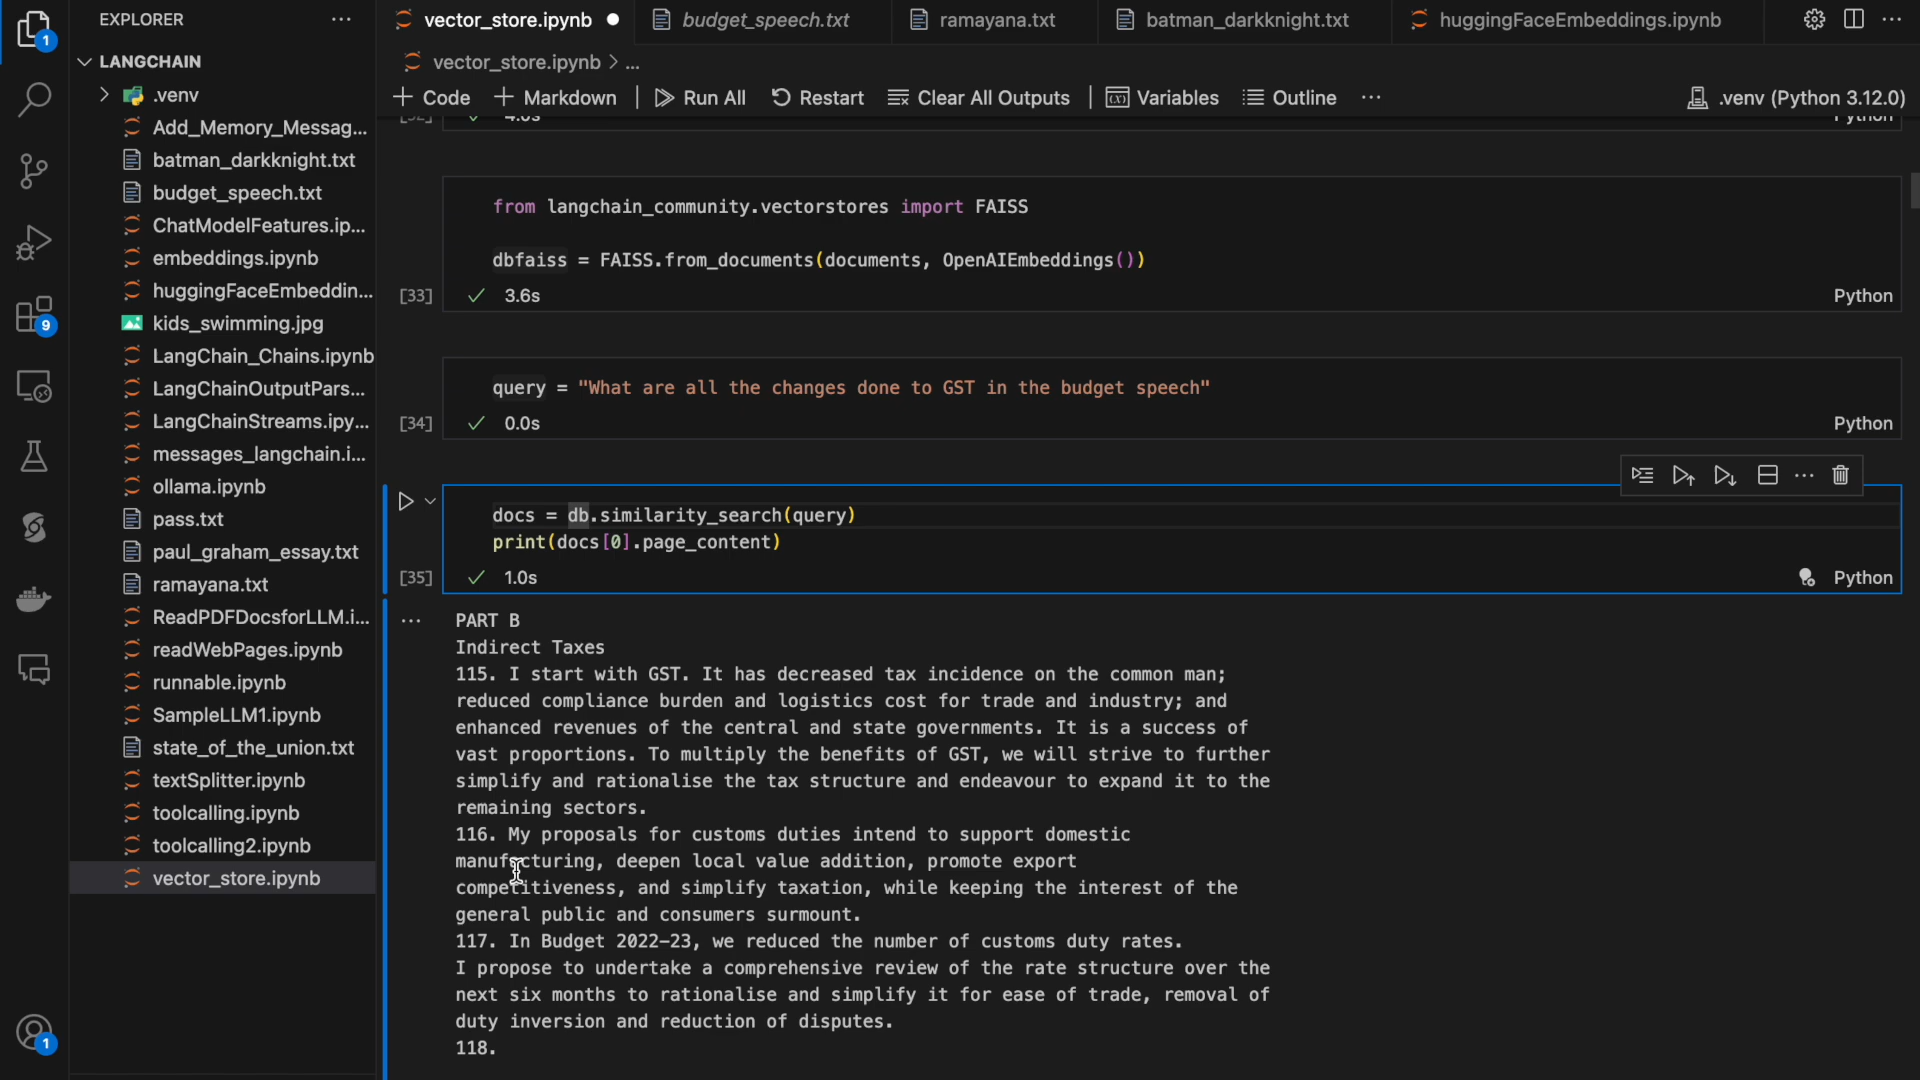 EXPLORER
LANGCHAIN
.venv
Add_Memory_Messag...
batman_darkknight.txt
budget_speech.txt
ChatModelFeatures.ip...
embeddings.ipynb
huggingFaceEmbeddin...
kids_swimming.jpg
LangChain_Chains.ipynb
LangChainOutputPars...
LangChainStreams.ipy...
messages_langchain.i...
ollama.ipynb
pass.txt
paul_graham_essay.txt
ramayana.txt
ReadPDFDocsforLLM.i...
readWebPages.ipynb
runnable.ipynb
SampleLLM1.ipynb
state_of_the_union.txt
textSplitter.ipynb
toolcalling.ipynb
toolcalling2.ipynb
vector_store.ipynb
1
9
1
vector_store.ipynb budget_speech.txt ramayana.txt batman_darkknight.txt huggingFaceEmbeddings.ipynb
vector_store.ipynb > ...
+ Code + Markdown Run All Restart Clear All Outputs Variables Outline ... .venv (Python 3.12.0)
[32] 4.0s Python
from langchain_community.vectorstores import FAISS
dbfaiss = FAISS.from_documents(documents, OpenAIEmbeddings())
[33] 3.6s Python
query = "What are all the changes done to GST in the budget speech"
[34] 0.0s Python
docs = db.similarity_search(query)
print(docs[0].page_content)
[35] 1.0s Python
PART B
Indirect Taxes
115. I start with GST. It has decreased tax incidence on the common man;
reduced compliance burden and logistics cost for trade and industry; and
enhanced revenues of the central and state governments. It is a success of
vast proportions. To multiply the benefits of GST, we will strive to further
simplify and rationalise the tax structure and endeavour to expand it to the
remaining sectors.
116. My proposals for customs duties intend to support domestic
manufacturing, deepen local value addition, promote export
competitiveness, and simplify taxation, while keeping the interest of the
general public and consumers surmount.
117. In Budget 2022–23, we reduced the number of customs duty rates.
I propose to undertake a comprehensive review of the rate structure over the
next six months to rationalise and simplify it for ease of trade, removal of
duty inversion and reduction of disputes.
118.